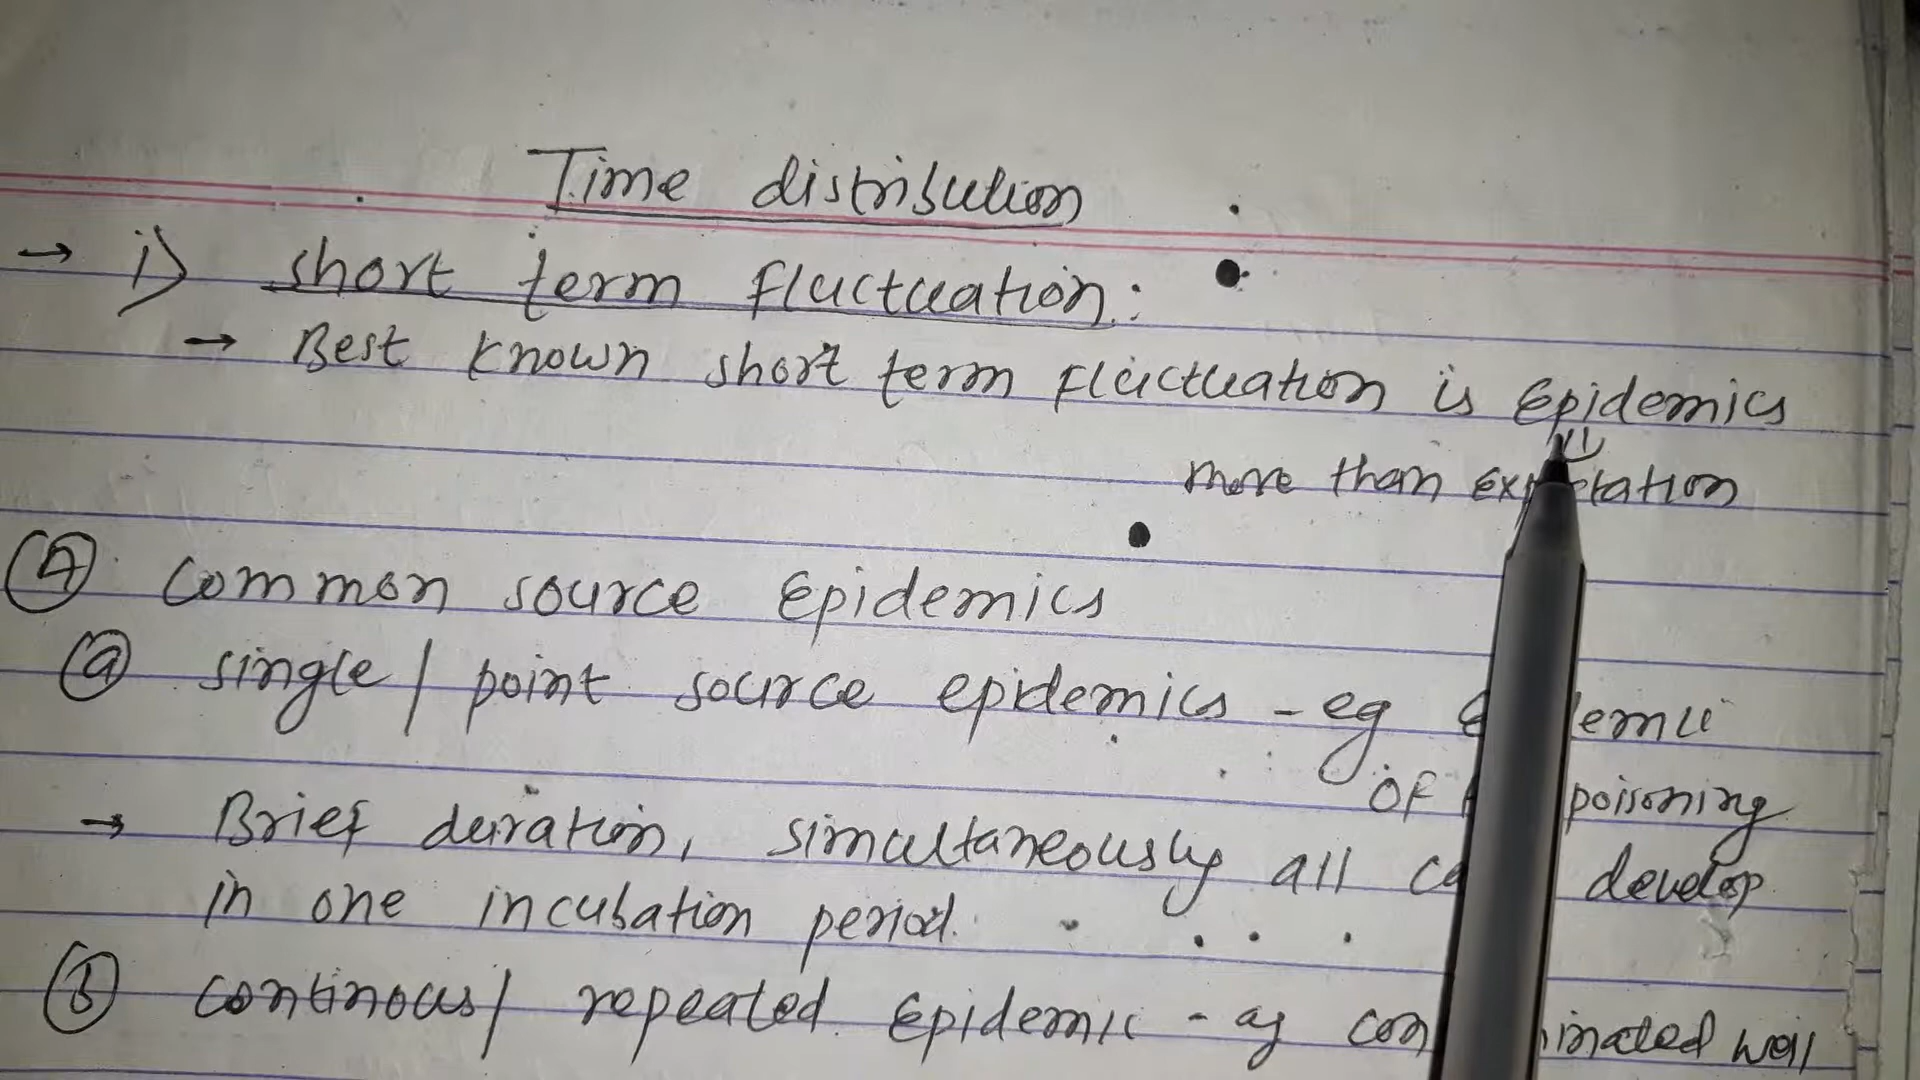 Time distribution
→ i) short term fluctuation:
→ Best known short term fluctuation is Epidemics
more than
A common source Epidemics
a single / point source epidemics - eg
OF poisoning
→ Brief duration, simultaneously all develop
in one incubation period.
b continous / repeated Epidemic - eg well